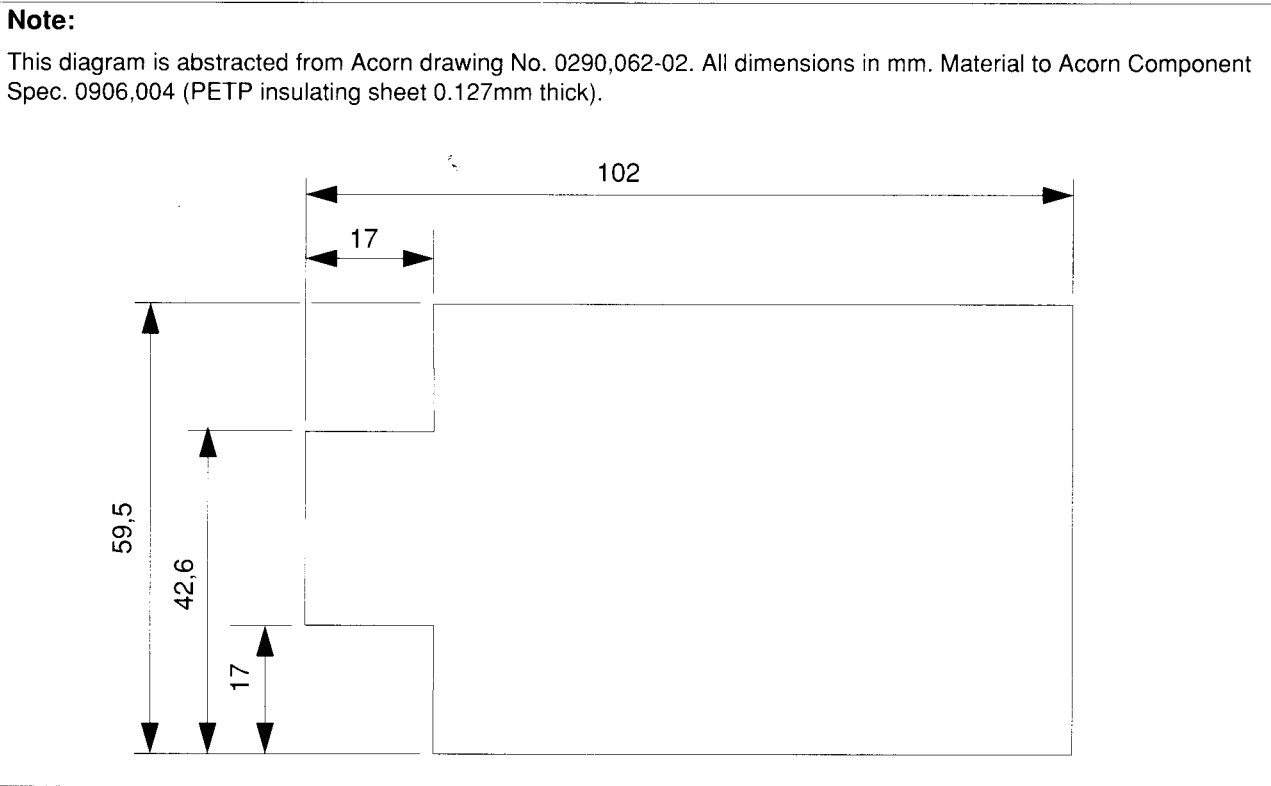 Note:
This diagram is abstracted from Acorn drawing No. 0290,062-02. All dimensions in mm. Material to Acorn Component
Spec. 0906,004 (PETP insulating sheet 0.127mm thick).
102
17
59,5
42,6
17